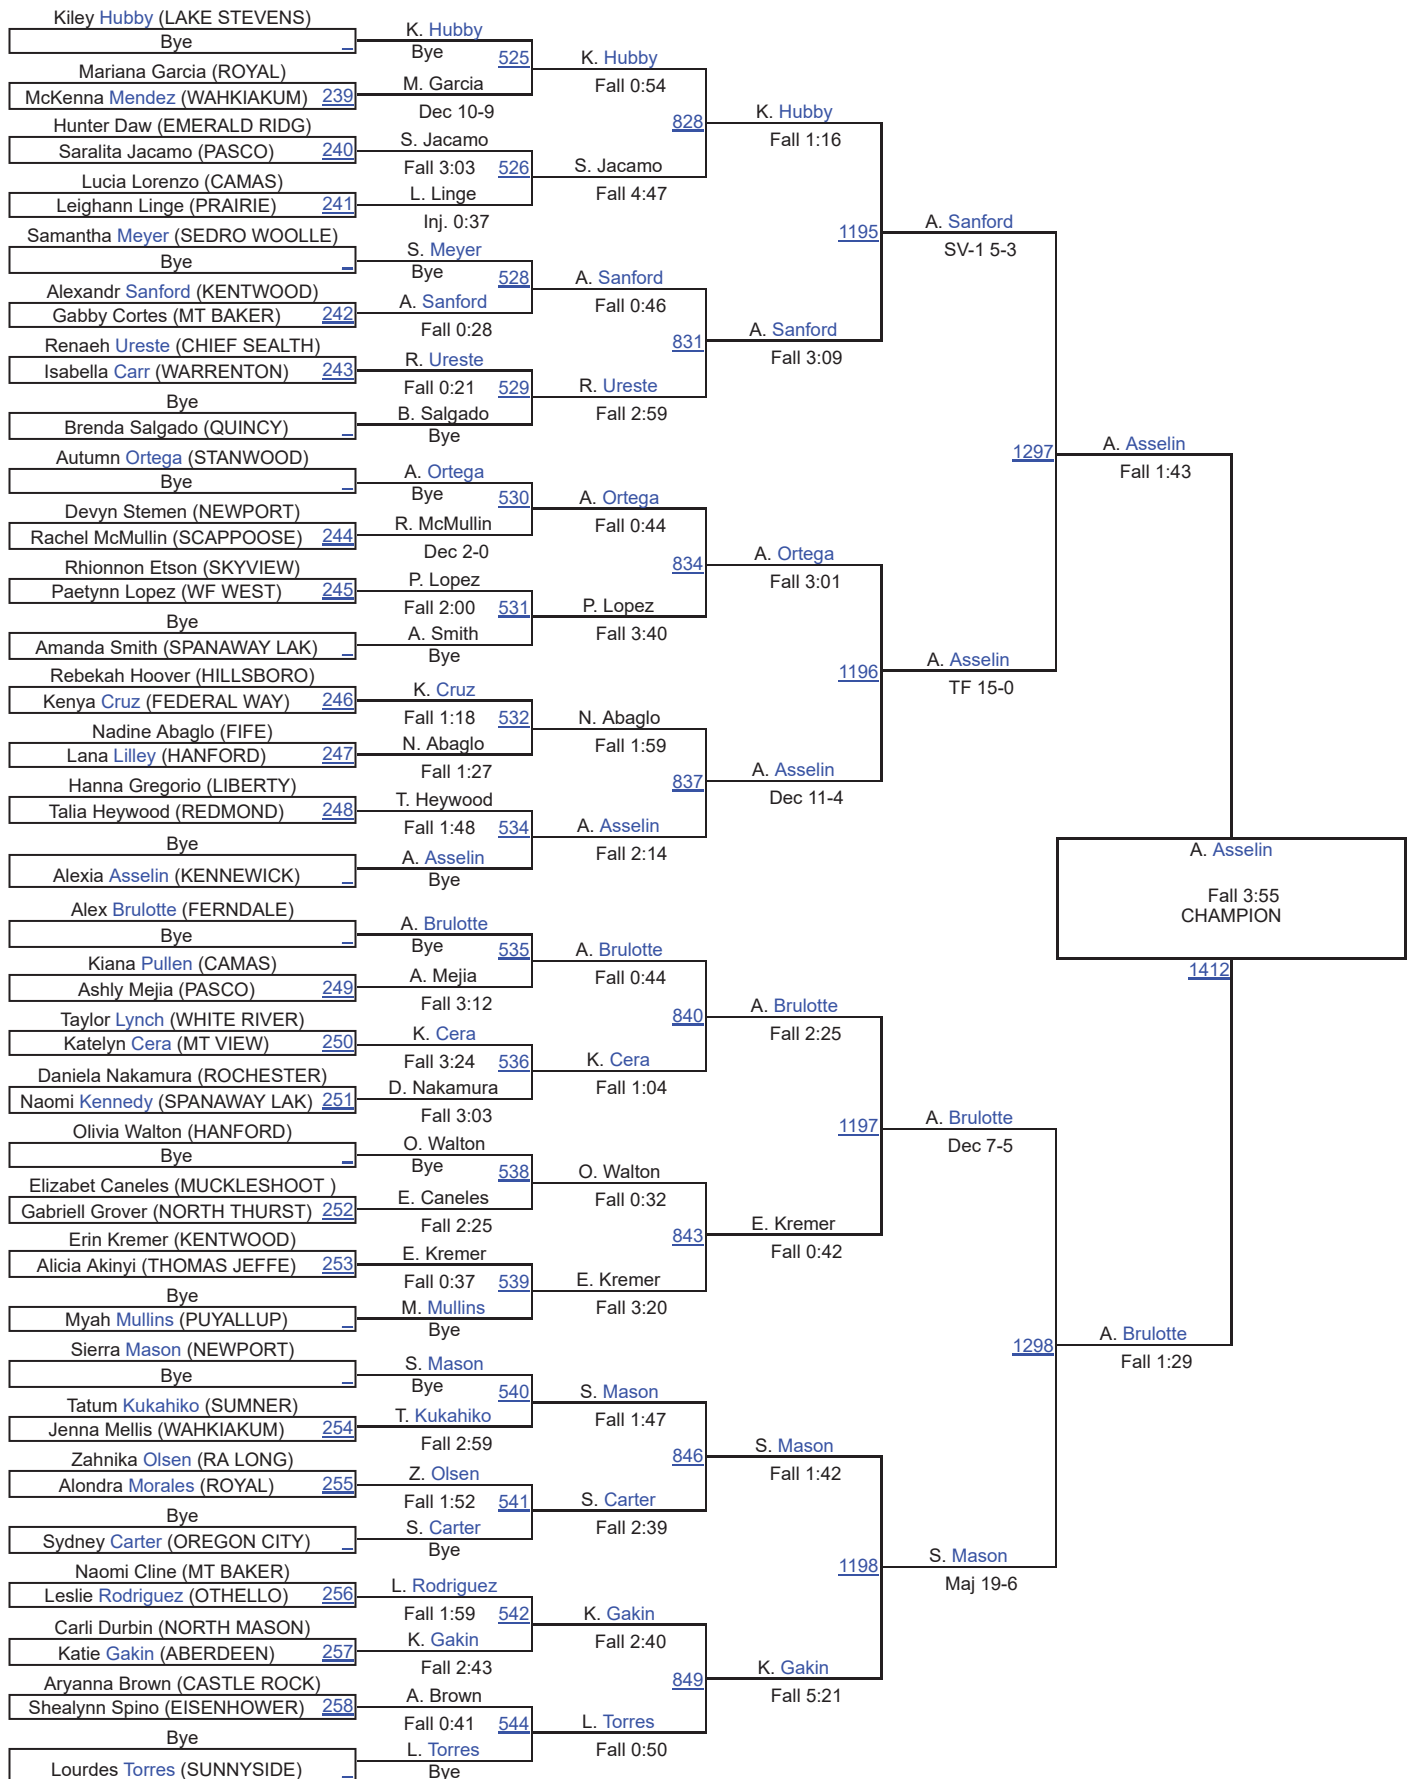 Kiley Hubby (LAKE STEVENS)
Bye _
Mariana Garcia (ROYAL)
McKenna Mendez (WAHKIAKUM) 239
Hunter Daw (EMERALD RIDG)
Saralita Jacamo (PASCO) 240
Lucia Lorenzo (CAMAS)
Leighann Linge (PRAIRIE) 241
Samantha Meyer (SEDRO WOOLLE)
Bye _
Alexandr Sanford (KENTWOOD)
Gabby Cortes (MT BAKER) 242
Renaeh Ureste (CHIEF SEALTH)
Isabella Carr (WARRENTON) 243
Bye
Brenda Salgado (QUINCY) _
Autumn Ortega (STANWOOD)
Bye _
Devyn Stemen (NEWPORT)
Rachel McMullin (SCAPPOOSE) 244
Rhionnon Etson (SKYVIEW)
Paetynn Lopez (WF WEST) 245
Bye
Amanda Smith (SPANAWAY LAK) _
Rebekah Hoover (HILLSBORO)
Kenya Cruz (FEDERAL WAY) 246
Nadine Abaglo (FIFE)
Lana Lilley (HANFORD) 247
Hanna Gregorio (LIBERTY)
Talia Heywood (REDMOND) 248
Bye
Alexia Asselin (KENNEWICK) _
Alex Brulotte (FERNDALE)
Bye _
Kiana Pullen (CAMAS)
Ashly Mejia (PASCO) 249
Taylor Lynch (WHITE RIVER)
Katelyn Cera (MT VIEW) 250
Daniela Nakamura (ROCHESTER)
Naomi Kennedy (SPANAWAY LAK) 251
Olivia Walton (HANFORD)
Bye _
Elizabet Caneles (MUCKLESHOOT )
Gabriell Grover (NORTH THURST) 252
Erin Kremer (KENTWOOD)
Alicia Akinyi (THOMAS JEFFE) 253
Bye
Myah Mullins (PUYALLUP) _
Sierra Mason (NEWPORT)
Bye _
Tatum Kukahiko (SUMNER)
Jenna Mellis (WAHKIAKUM) 254
Zahnika Olsen (RA LONG)
Alondra Morales (ROYAL) 255
Bye
Sydney Carter (OREGON CITY) _
Naomi Cline (MT BAKER)
Leslie Rodriguez (OTHELLO) 256
Carli Durbin (NORTH MASON)
Katie Gakin (ABERDEEN) 257
Aryanna Brown (CASTLE ROCK)
Shealynn Spino (EISENHOWER) 258
Bye
Lourdes Torres (SUNNYSIDE) _
K. Hubby
Bye
525
M. Garcia
Dec 10-9
S. Jacamo
Fall 3:03
526
L. Linge
Inj. 0:37
S. Meyer
Bye
528
A. Sanford
Fall 0:28
R. Ureste
Fall 0:21
529
B. Salgado
Bye
A. Ortega
Bye
530
R. McMullin
Dec 2-0
P. Lopez
Fall 2:00
531
A. Smith
Bye
K. Cruz
Fall 1:18
532
N. Abaglo
Fall 1:27
T. Heywood
Fall 1:48
534
A. Asselin
Bye
A. Brulotte
Bye
535
A. Mejia
Fall 3:12
K. Cera
Fall 3:24
536
D. Nakamura
Fall 3:03
O. Walton
Bye
538
E. Caneles
Fall 2:25
E. Kremer
Fall 0:37
539
M. Mullins
Bye
S. Mason
Bye
540
T. Kukahiko
Fall 2:59
Z. Olsen
Fall 1:52
541
S. Carter
Bye
L. Rodriguez
Fall 1:59
542
K. Gakin
Fall 2:43
A. Brown
Fall 0:41
544
L. Torres
Bye
K. Hubby
Fall 0:54
828
S. Jacamo
Fall 4:47
A. Sanford
Fall 0:46
831
R. Ureste
Fall 2:59
A. Ortega
Fall 0:44
834
P. Lopez
Fall 3:40
N. Abaglo
Fall 1:59
837
A. Asselin
Fall 2:14
A. Brulotte
Fall 0:44
840
K. Cera
Fall 1:04
O. Walton
Fall 0:32
843
E. Kremer
Fall 3:20
S. Mason
Fall 1:47
846
S. Carter
Fall 2:39
K. Gakin
Fall 2:40
849
L. Torres
Fall 0:50
K. Hubby
Fall 1:16
1195
A. Sanford
Fall 3:09
A. Ortega
Fall 3:01
1196
A. Asselin
Dec 11-4
A. Brulotte
Fall 2:25
1197
E. Kremer
Fall 0:42
S. Mason
Fall 1:42
1198
K. Gakin
Fall 5:21
A. Sanford
SV-1 5-3
1297
A. Asselin
TF 15-0
A. Brulotte
Dec 7-5
1298
S. Mason
Maj 19-6
A. Asselin
Fall 1:43
A. Brulotte
Fall 1:29
A. Asselin
Fall 3:55
CHAMPION
1412